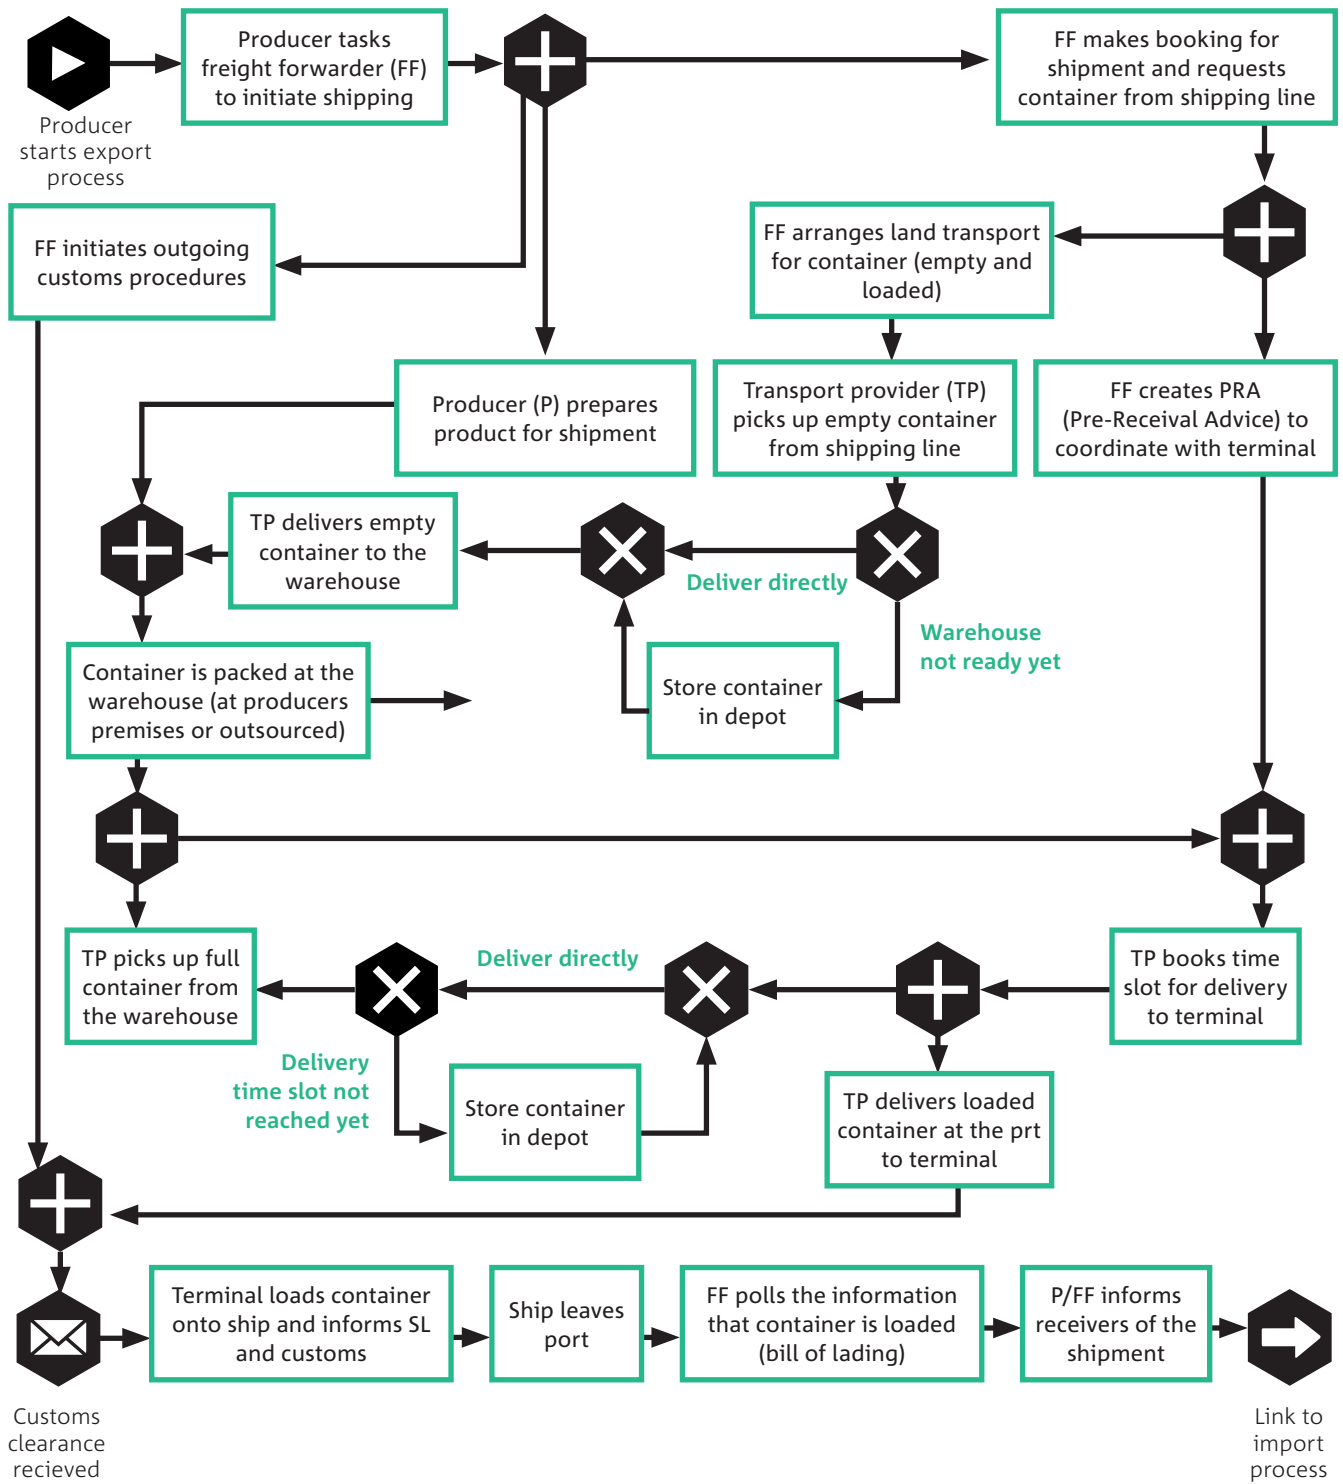 Producer
starts export
process
Producer tasks
freight forwarder (FF)
to initiate shipping
FF makes booking for
shipment and requests
container from shipping line
FF initiates outgoing
customs procedures
FF arranges land transport
for container (empty and
loaded)
Producer (P) prepares
product for shipment
Transport provider (TP)
picks up empty container
from shipping line
FF creates PRA
(Pre-Receival Advice) to
coordinate with terminal
TP delivers empty
container to the
warehouse
Deliver directly
Warehouse
not ready yet
Container is packed at the
warehouse (at producers
premises or outsourced)
Store container
in depot
TP picks up full
container from
the warehouse
Deliver directly
TP books time
slot for delivery
to terminal
Delivery
time slot not
reached yet
Store container
in depot
TP delivers loaded
container at the prt
to terminal
Customs
clearance
recieved
Terminal loads container
onto ship and informs SL
and customs
Ship leaves
port
FF polls the information
that container is loaded
(bill of lading)
P/FF informs
receivers of the
shipment
Link to
import
process